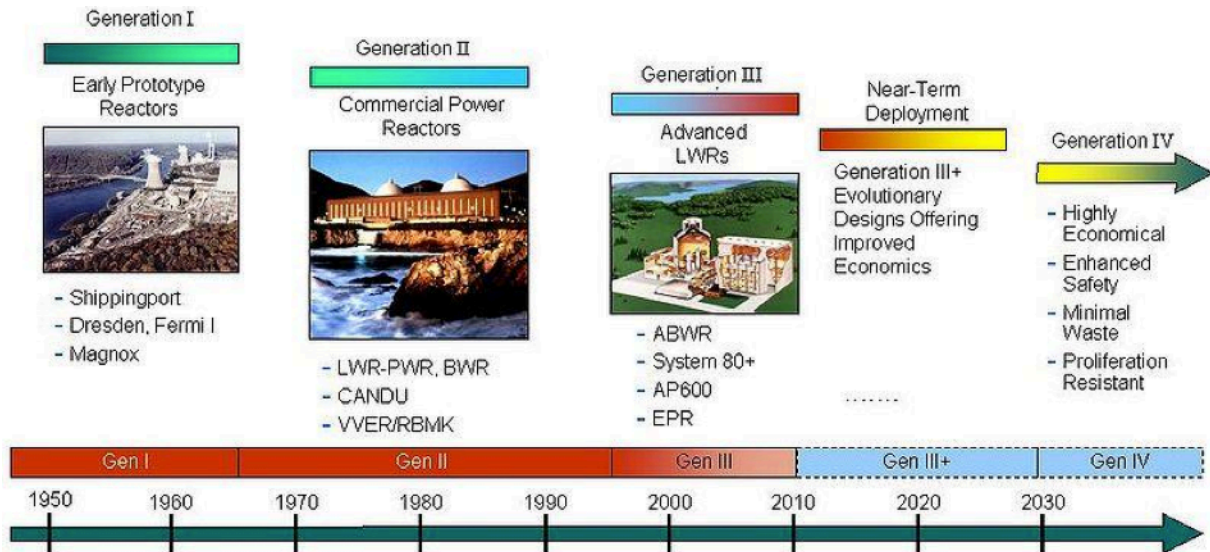 Generation I
Early Prototype
Reactors
- Shippingport
- Dresden, Fermi I
- Magnox
Generation II
Commercial Power
Reactors
- LWR-PWR, BWR
- CANDU
- VVER/RBMK
Generation III
Advanced
LWRs
- ABWR
- System 80+
- AP600
- EPR
Near-Term
Deployment
Generation III+
Evolutionary
Designs Offering
Improved
Economics
......
Generation IV
- Highly
Economical
- Enhanced
Safety
- Minimal
Waste
- Proliferation
Resistant
Gen I
Gen II
Gen III
Gen III+
Gen IV
1950
1960
1970
1980
1990
2000
2010
2020
2030